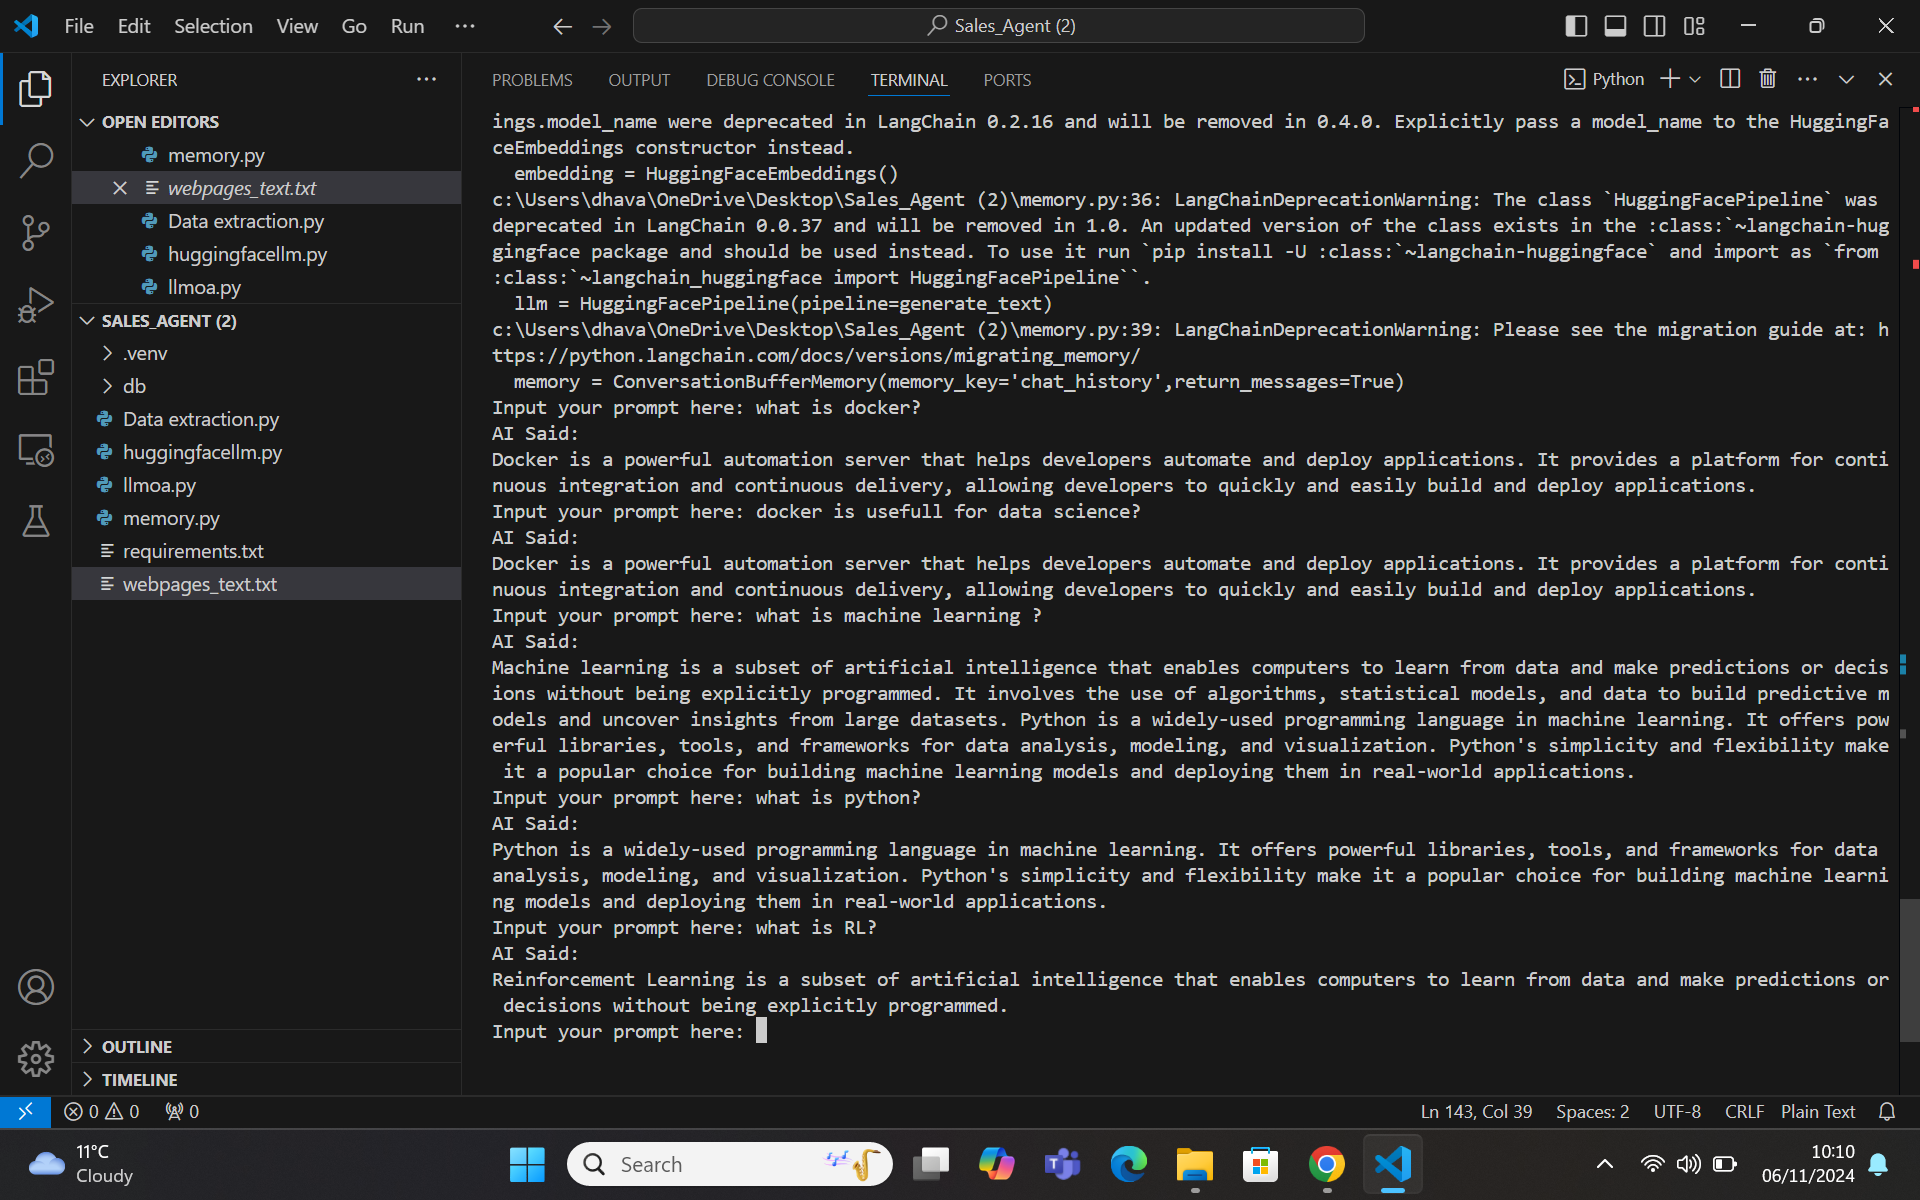 File Edit Selection View Go Run ··· Sales_Agent (2)
EXPLORER ···
OPEN EDITORS
memory.py
webpages_text.txt
Data extraction.py
huggingfacellm.py
llmoa.py
SALES_AGENT (2)
.venv
db
Data extraction.py
huggingfacellm.py
llmoa.py
memory.py
requirements.txt
webpages_text.txt
OUTLINE
TIMELINE
PROBLEMS OUTPUT DEBUG CONSOLE TERMINAL PORTS Python ···
ings.model_name were deprecated in LangChain 0.2.16 and will be removed in 0.4.0. Explicitly pass a model_name to the HuggingFa
ceEmbeddings constructor instead.
embedding = HuggingFaceEmbeddings()
c:\Users\dhava\OneDrive\Desktop\Sales_Agent (2)\memory.py:36: LangChainDeprecationWarning: The class `HuggingFacePipeline` was
deprecated in LangChain 0.0.37 and will be removed in 1.0. An updated version of the class exists in the :class:`~langchain-hug
gingface package and should be used instead. To use it run `pip install -U :class:`~langchain-huggingface` and import as `from
:class:`~langchain_huggingface import HuggingFacePipeline``.
llm = HuggingFacePipeline(pipeline=generate_text)
c:\Users\dhava\OneDrive\Desktop\Sales_Agent (2)\memory.py:39: LangChainDeprecationWarning: Please see the migration guide at: h
ttps://python.langchain.com/docs/versions/migrating_memory/
memory = ConversationBufferMemory(memory_key='chat_history',return_messages=True)
Input your prompt here: what is docker?
AI Said:
Docker is a powerful automation server that helps developers automate and deploy applications. It provides a platform for conti
nuous integration and continuous delivery, allowing developers to quickly and easily build and deploy applications.
Input your prompt here: docker is usefull for data science?
AI Said:
Docker is a powerful automation server that helps developers automate and deploy applications. It provides a platform for conti
nuous integration and continuous delivery, allowing developers to quickly and easily build and deploy applications.
Input your prompt here: what is machine learning ?
AI Said:
Machine learning is a subset of artificial intelligence that enables computers to learn from data and make predictions or decis
ions without being explicitly programmed. It involves the use of algorithms, statistical models, and data to build predictive m
odels and uncover insights from large datasets. Python is a widely-used programming language in machine learning. It offers pow
erful libraries, tools, and frameworks for data analysis, modeling, and visualization. Python's simplicity and flexibility make
it a popular choice for building machine learning models and deploying them in real-world applications.
Input your prompt here: what is python?
AI Said:
Python is a widely-used programming language in machine learning. It offers powerful libraries, tools, and frameworks for data
analysis, modeling, and visualization. Python's simplicity and flexibility make it a popular choice for building machine learni
ng models and deploying them in real-world applications.
Input your prompt here: what is RL?
AI Said:
Reinforcement Learning is a subset of artificial intelligence that enables computers to learn from data and make predictions or
decisions without being explicitly programmed.
Input your prompt here:
0 0 0 Ln 143, Col 39 Spaces: 2 UTF-8 CRLF Plain Text
11°C
Cloudy
Search
10:10
06/11/2024